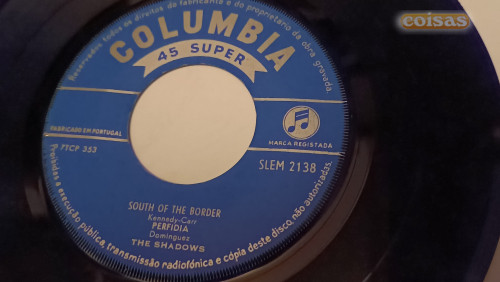 coisas
Reservados todos os direitos do fabricante e do proprietario da obra gravada.
COLUMBIA
45 SUPER
FABRICADO EM PORTUGAL
MARCA REGISTADA
7TCP 353
SLEM 2138
SOUTH OF THE BORDER
Kennedy-Carr
PERFIDIA
Dominguez
THE SHADOWS
Proibidas a execução pública, transmissão radiofónica e cópia deste disco, não autorizadas.